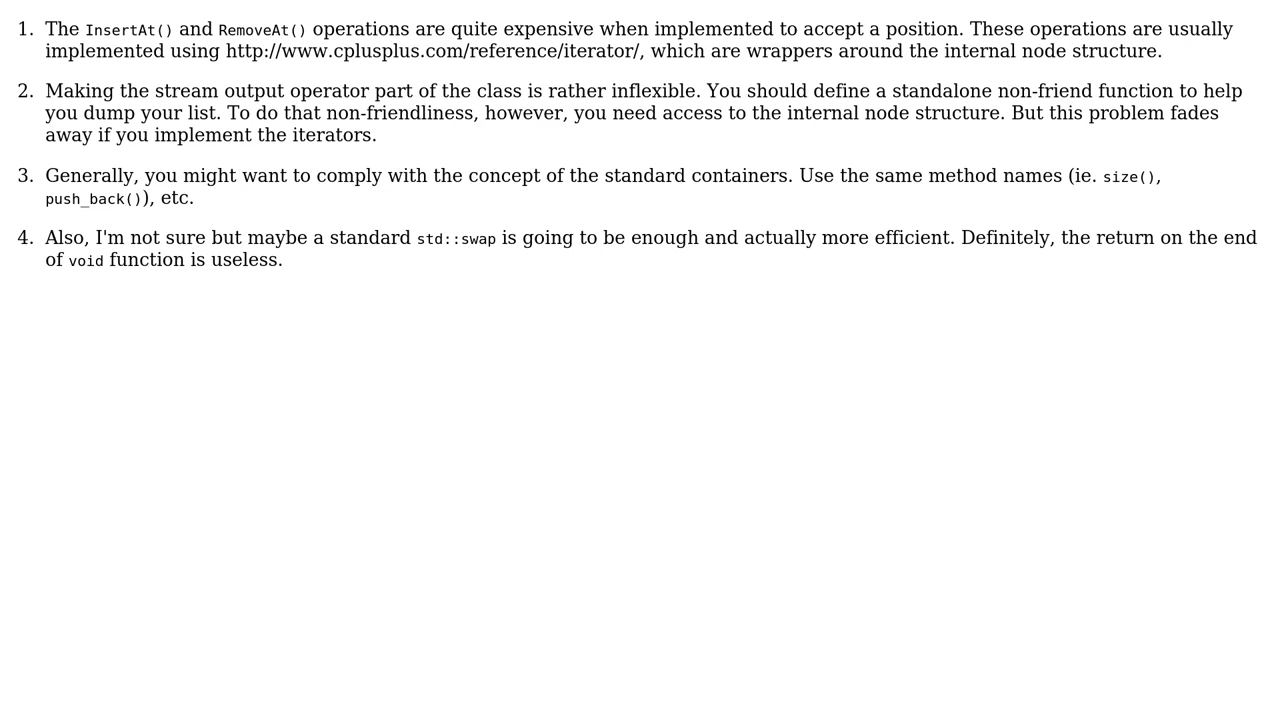 1. The InsertAt() and RemoveAt() operations are quite expensive when implemented to accept a position. These operations are usually
implemented using http://www.cplusplus.com/reference/iterator/, which are wrappers around the internal node structure.
2. Making the stream output operator part of the class is rather inflexible. You should define a standalone non-friend function to help
you dump your list. To do that non-friendliness, however, you need access to the internal node structure. But this problem fades
away if you implement the iterators.
3. Generally, you might want to comply with the concept of the standard containers. Use the same method names (ie. size(),
push_back()), etc.
4. Also, I'm not sure but maybe a standard std::swap is going to be enough and actually more efficient. Definitely, the return on the end
of void function is useless.